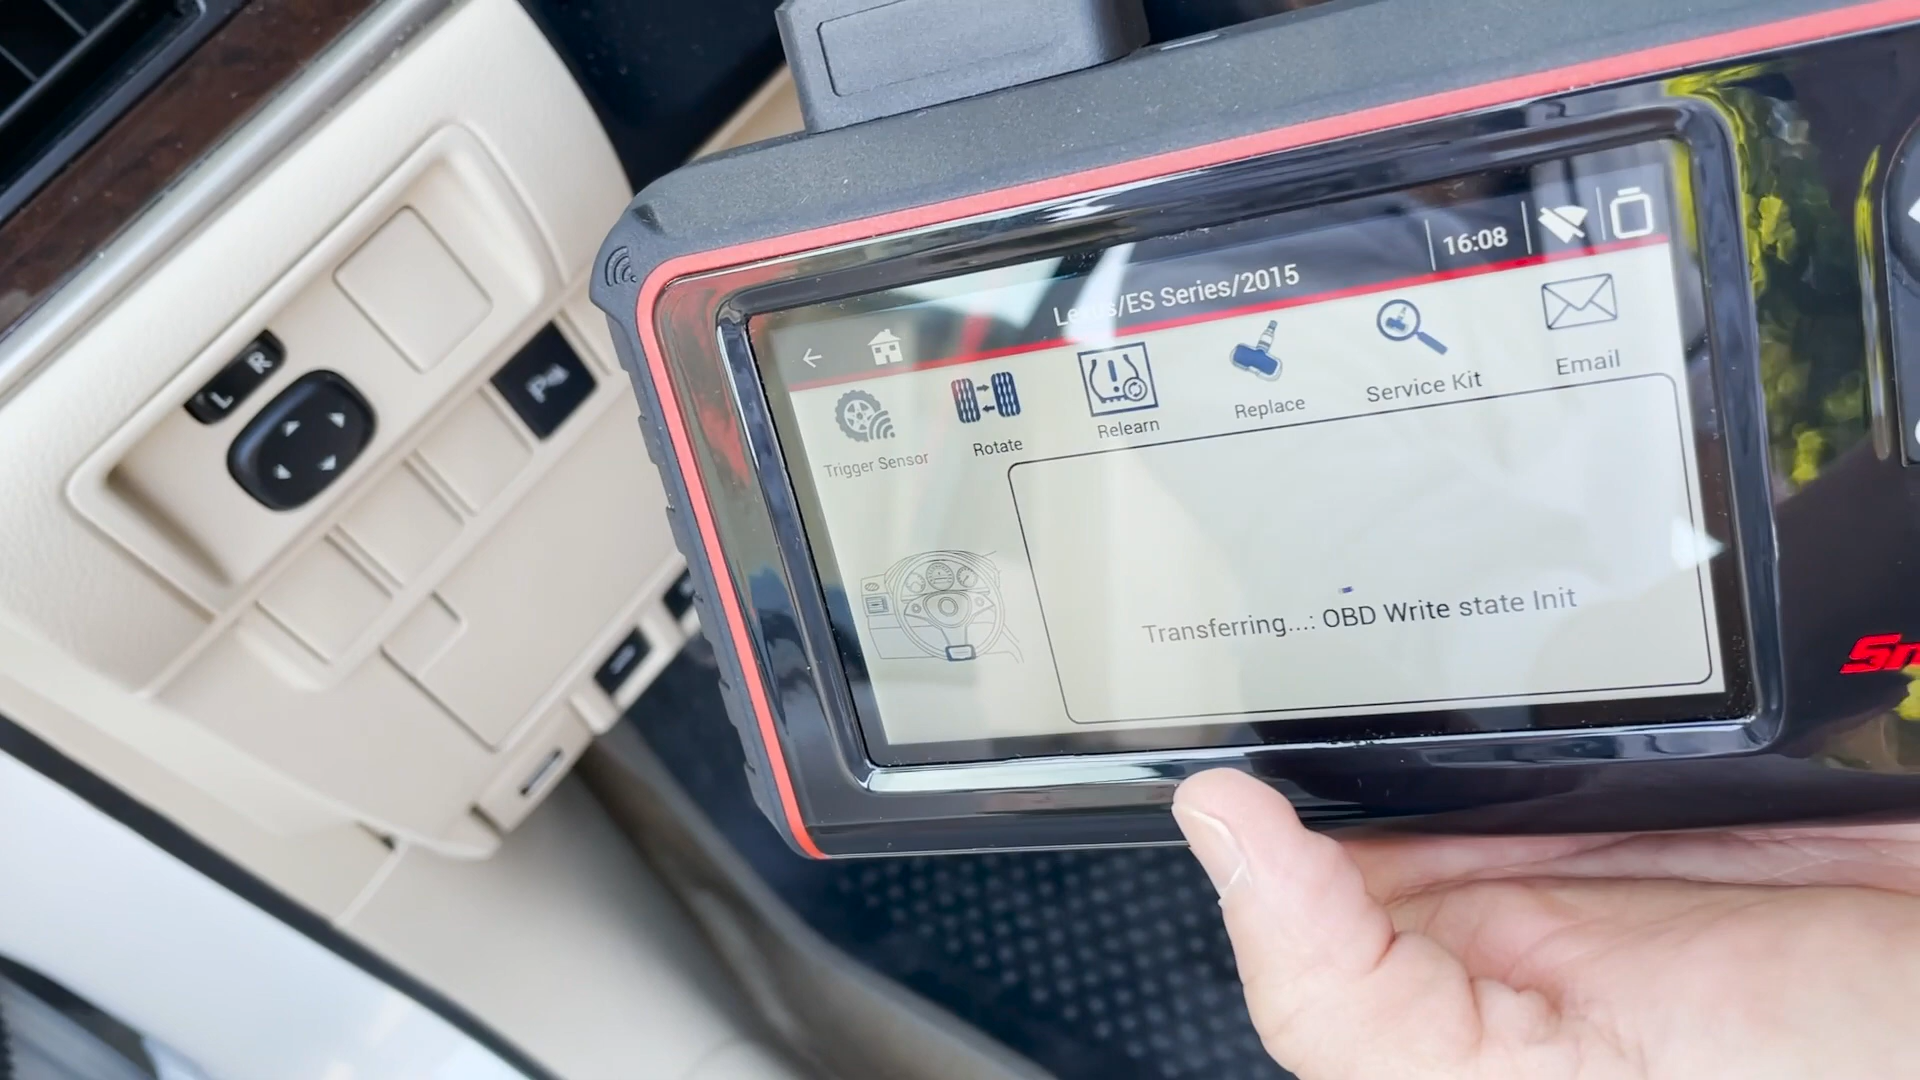 L R
P
16:08
Lexus/ES Series/2015
Trigger Sensor
Rotate
Relearn
Replace
Service Kit
Email
Transferring...: OBD Write state Init
Sn